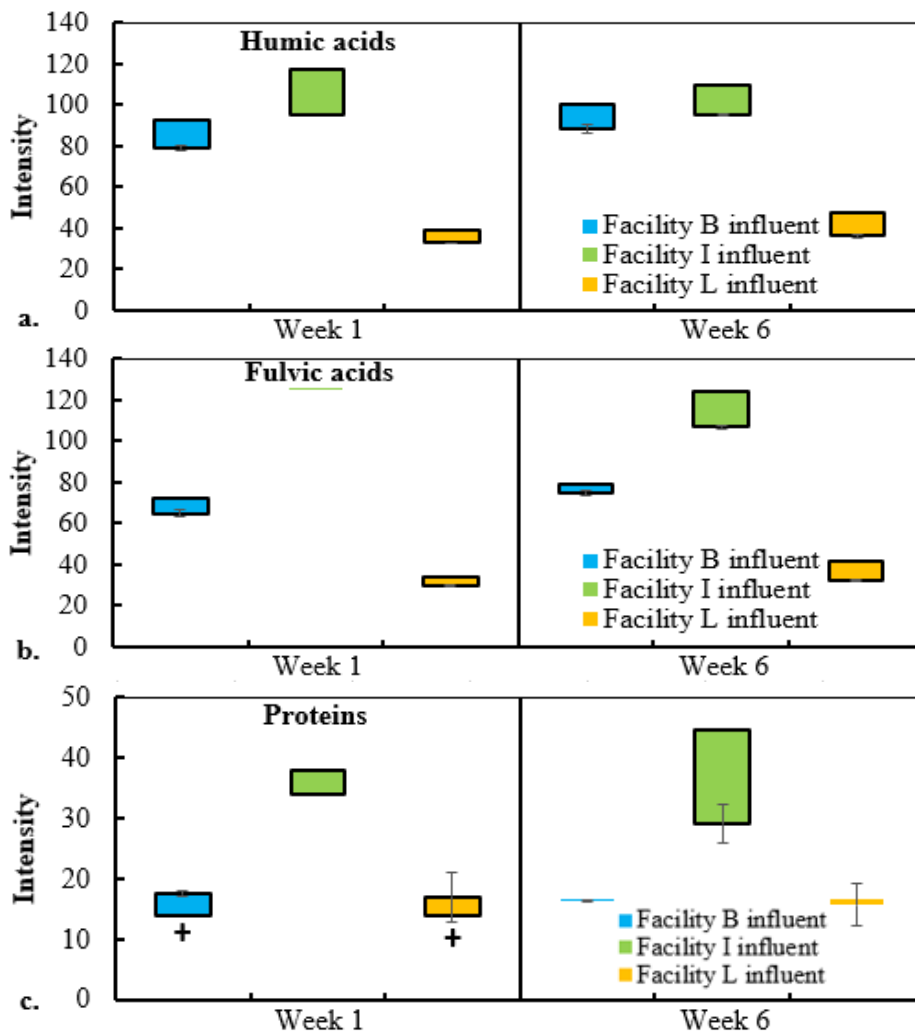 140
120
100
80
60
40
20
0
Intensity
Humic acids
Facility B influent
Facility I influent
Facility L influent
a.
Week 1
Week 6
140
120
100
80
60
40
20
0
Intensity
Fulvic acids
Facility B influent
Facility I influent
Facility L influent
b.
Week 1
Week 6
50
40
30
20
10
0
Intensity
Proteins
+
+
Facility B influent
Facility I influent
Facility L influent
c.
Week 1
Week 6